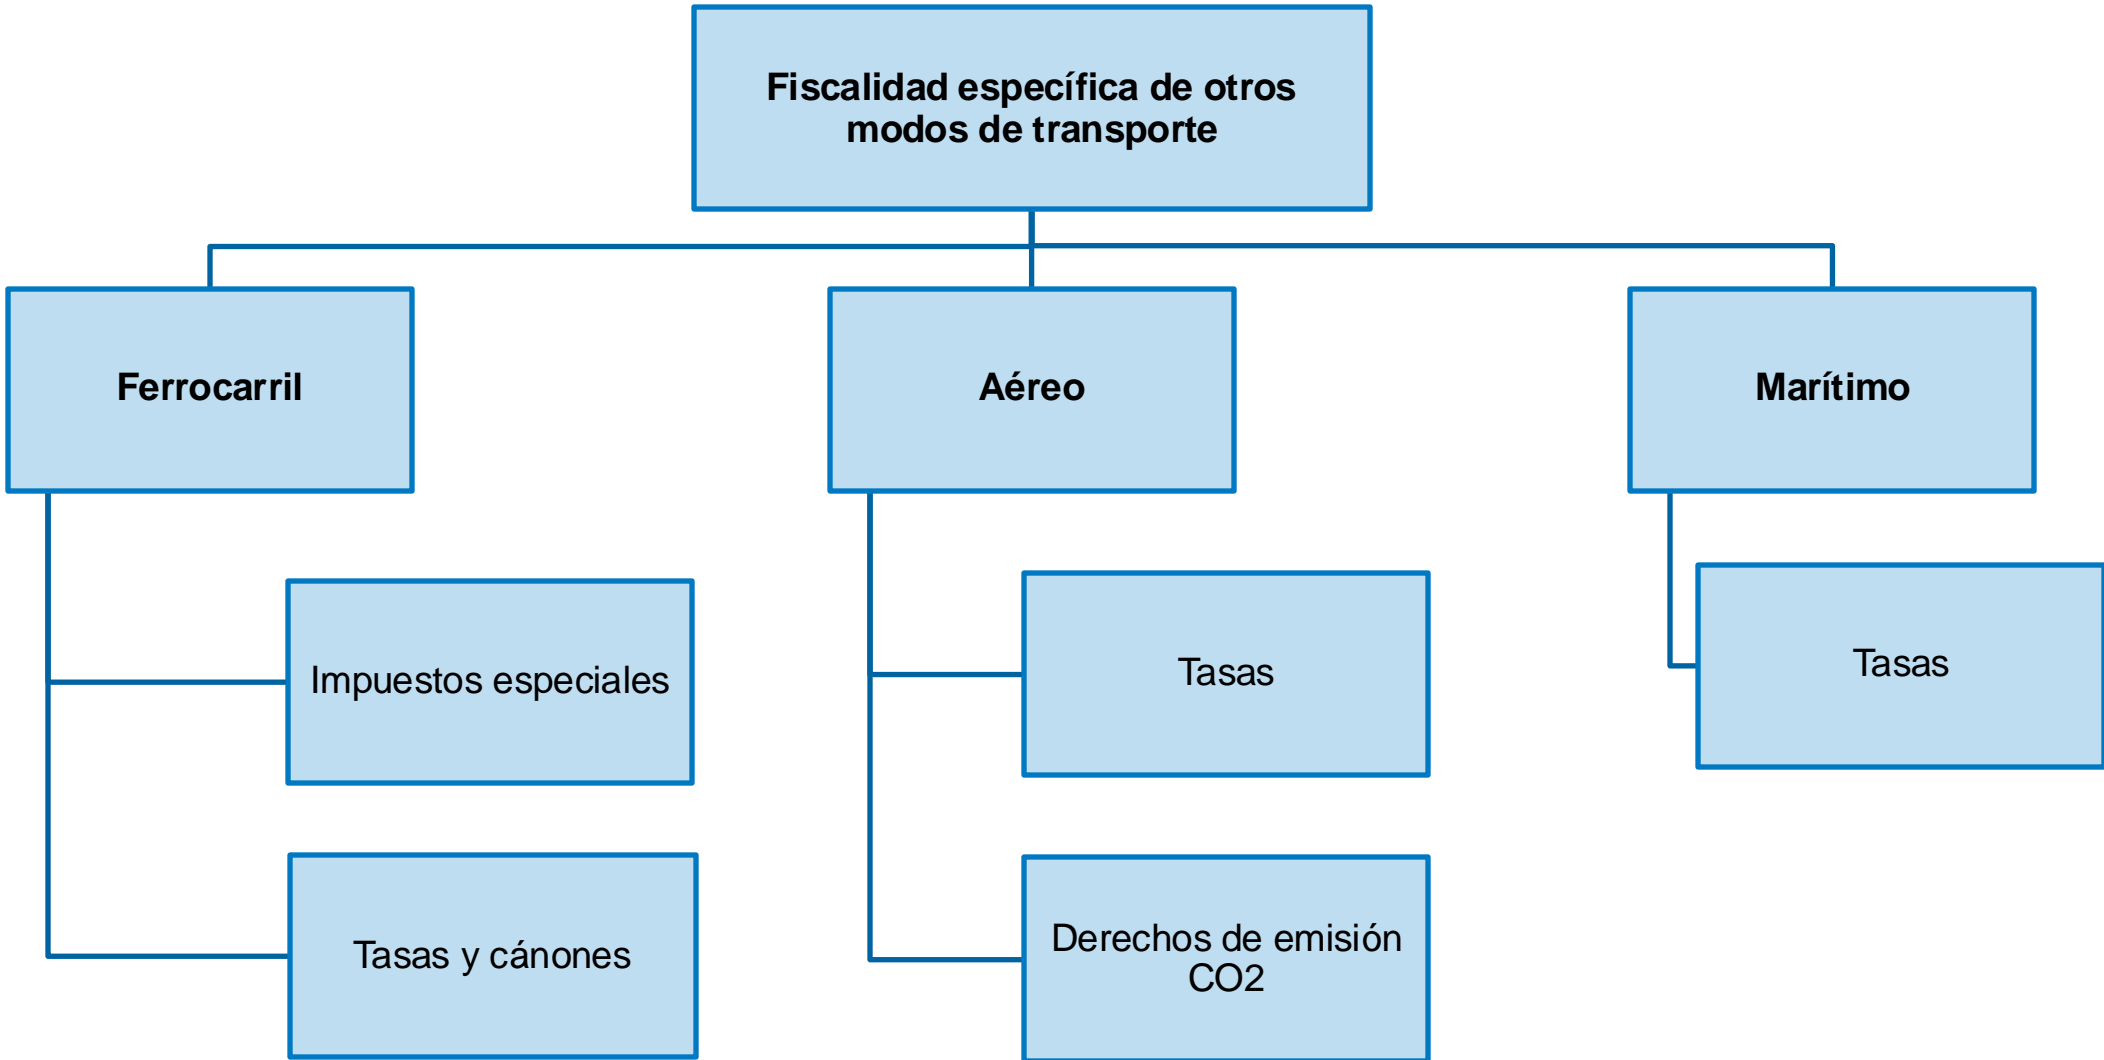 Fiscalidad específica de otros
modos de transporte
Ferrocarril
Aéreo
Marítimo
Impuestos especiales
Tasas
Tasas
Tasas y cánones
Derechos de emisión
CO2